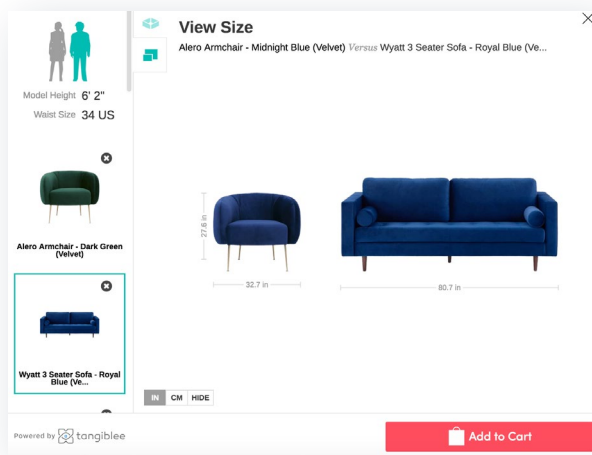 View Size
Alero Armchair - Midnight Blue (Velvet) Versus Wyatt 3 Seater Sofa - Royal Blue (Ve...
Model Height 6' 2"
Waist Size 34 US
Alero Armchair - Dark Green
(Velvet)
Wyatt 3 Seater Sofa - Royal
Blue (Ve...
27.6 in
32.7 in
80.7 in
IN CM HIDE
Powered by tangiblee
Add to Cart